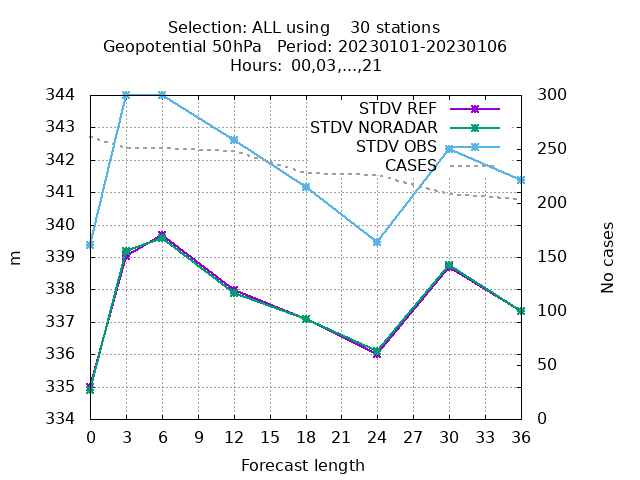 Selection: ALL using    30 stations
Geopotential 50hPa   Period: 20230101-20230106
Hours:  00,03,...,21
344
343
342
341
340
339
338
337
336
335
334
m
STDV REF
STDV NORADAR
STDV OBS
CASES
300
250
200
150
100
50
0
No cases
0 3 6 9 12 15 18 21 24 27 30 33 36
Forecast length